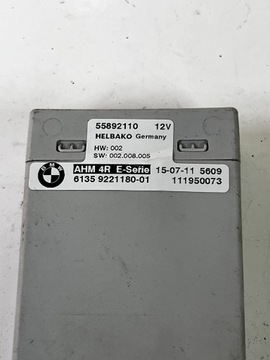 55892110 12V
HELBAKO Germany
HW: 002
SW: 002.008.005
BMW
AHM 4R E-Serie 15-07-11 5609
6135 9221180-01 111950073